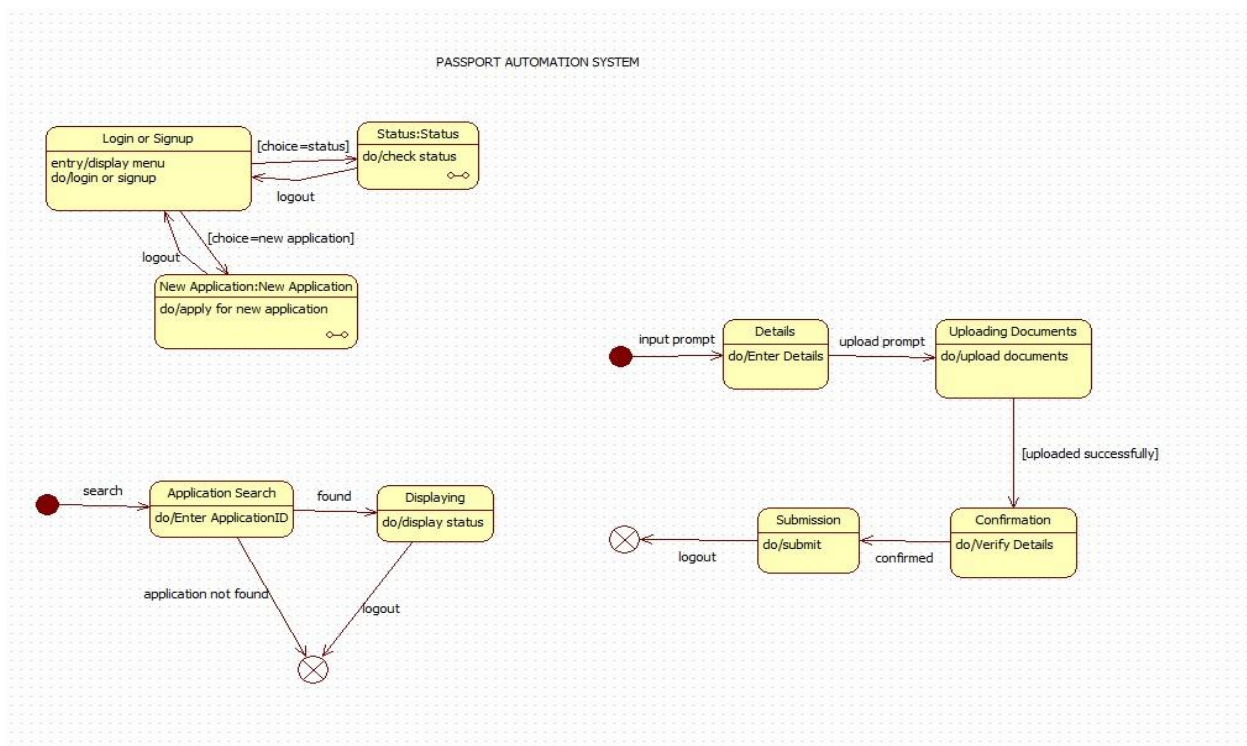 PASSPORT AUTOMATION SYSTEM
Login or Signup
entry/display menu
do/login or signup
[choice=status]
logout
Status:Status
do/check status
[choice=new application]
logout
New Application:New Application
do/apply for new application
input prompt
Details
do/Enter Details
upload prompt
Uploading Documents
do/upload documents
[uploaded successfully]
Confirmation
do/Verify Details
confirmed
Submission
do/submit
logout
search
Application Search
do/Enter ApplicationID
found
Displaying
do/display status
application not found
logout